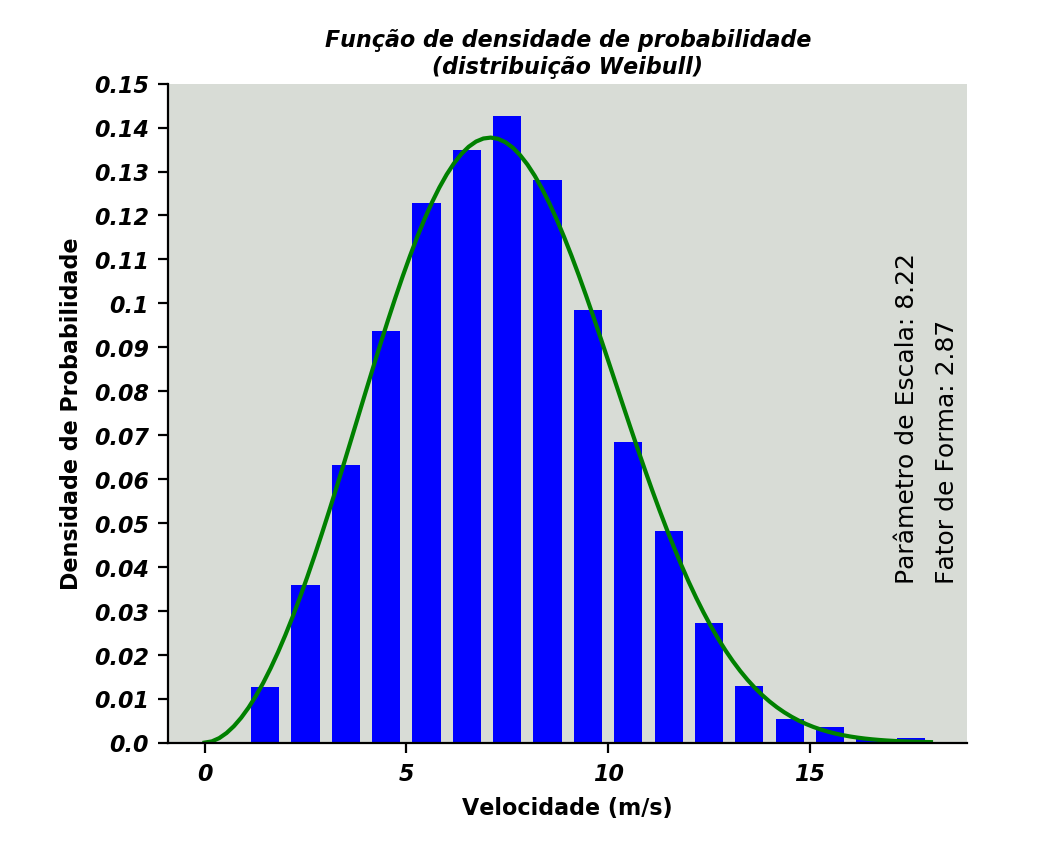 Função de densidade de probabilidade
(distribuição Weibull)
0.15
0.14
0.13
0.12
0.11
0.1
0.09
0.08
0.07
0.06
0.05
0.04
0.03
0.02
0.01
0.0
Densidade de Probabilidade
Parâmetro de Escala: 8.22
Fator de Forma: 2.87
0 5 10 15
Velocidade (m/s)